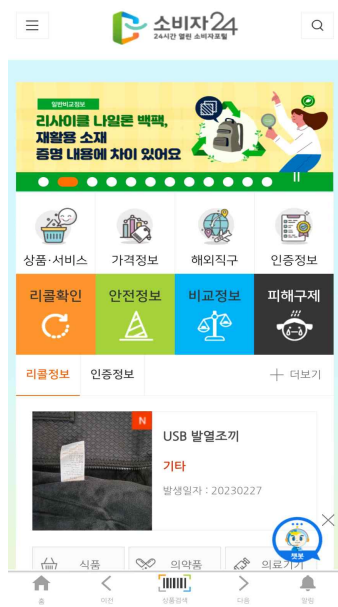 소비자24
24시간 열린 소비자포털
일반비교정보
리사이클 나일론 백팩,
재활용 소재
증명 내용에 차이 있어요
상품·서비스 가격정보 해외직구 인증정보
리콜확인 안전정보 비교정보 피해구제
리콜정보 인증정보 더보기
N
USB 발열조끼
기타
발생일자 : 20230227
챗봇
식품 의약품 의료기기
홈 이전 상품검색 다음 알림